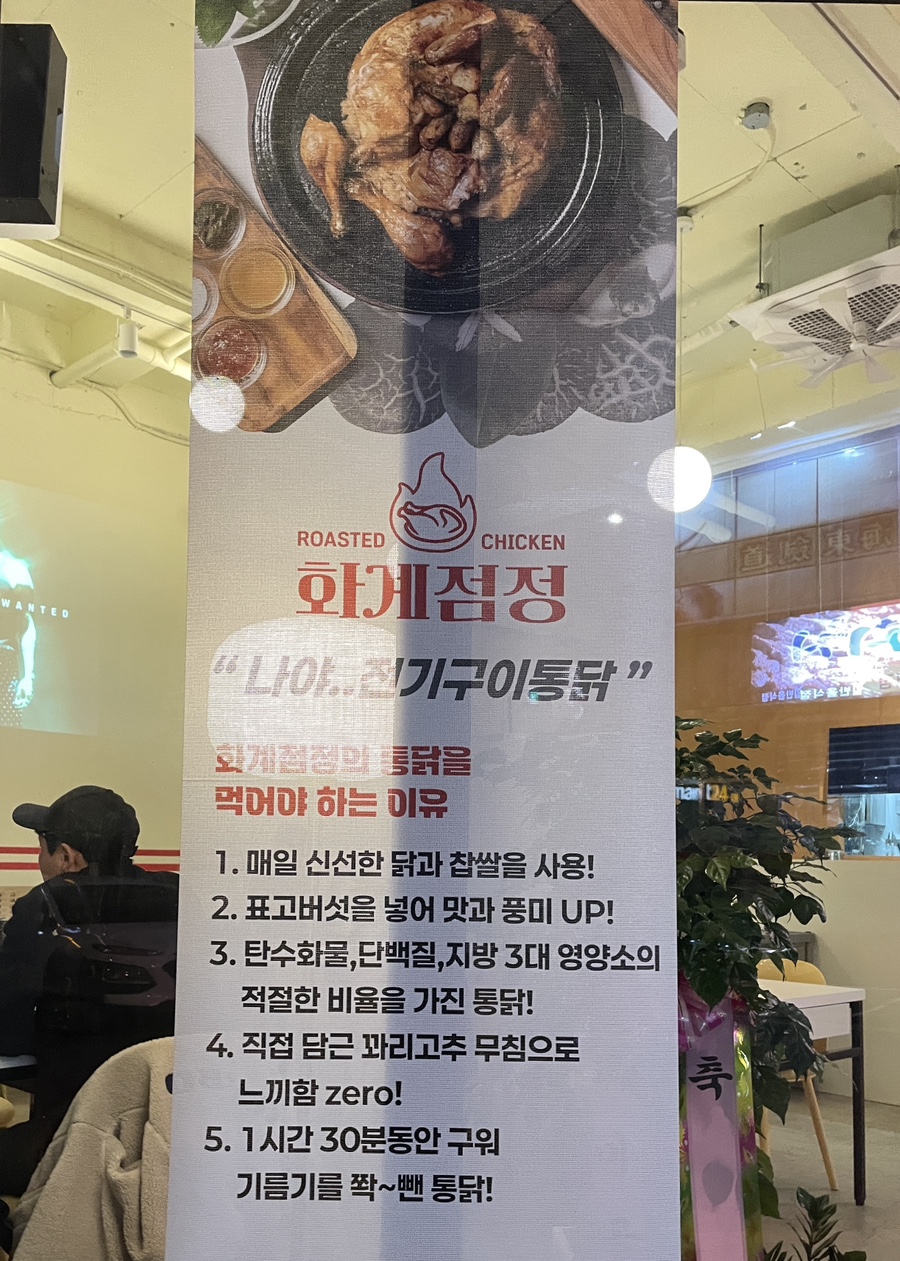 ROASTED CHICKEN
화계점정
“ 나야..전기구이통닭 ”
화계점정의 통닭을
먹어야 하는 이유
1. 매일 신선한 닭과 찹쌀을 사용!
2. 표고버섯을 넣어 맛과 풍미 UP!
3. 탄수화물,단백질,지방 3대 영양소의
적절한 비율을 가진 통닭!
4. 직접 담근 꽈리고추 무침으로
느끼함 zero!
5. 1시간 30분동안 구워
기름기를 쫙~뺀 통닭!
WANTED
海東劍道
24
축